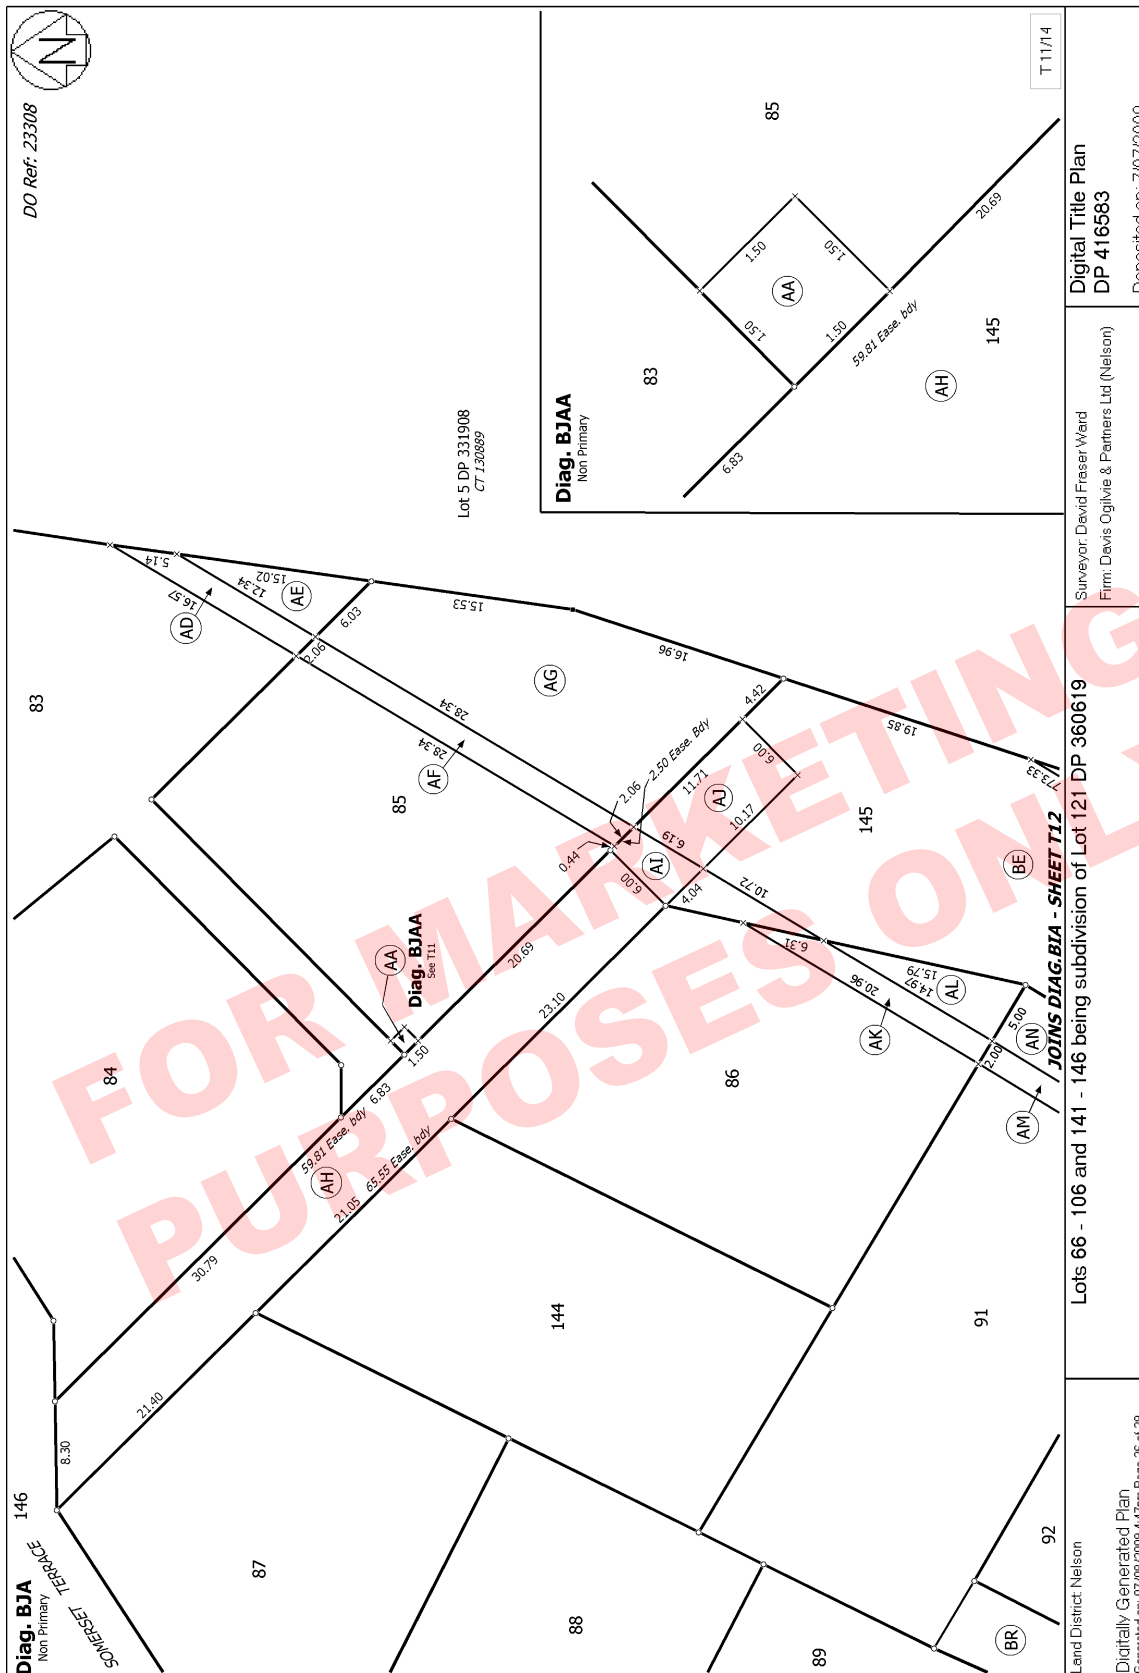 Diag. BJA
Non Primary
SOMERSET TERRACE
146
DO Ref: 23308
N
83
84
85
86
87
88
89
91
92
144
145
Lot 5 DP 331908
CT 130889
8.30
21.40
30.79
21.05
65.55 Ease. bdy
59.81 Ease. bdy
AH
6.83
1.50
AA
Diag. BJAA
See T11
20.69
23.10
0.44
2.06
2.50 Ease. Bdy
6.00
4.04
AI
6.19
11.71
AJ
10.17
6.00
4.42
AF
28.34
28.34
AG
2.06
6.03
AD
16.57
5.14
12.34
15.02
AE
15.53
16.96
19.85
73.33
10.72
6.31
20.96
14.97
15.79
AK
AL
5.00
2.00
AN
AM
BE
BR
JOINS DIAG.BIA - SHEET T12
Diag. BJAA
Non Primary
83
85
6.83
1.50
1.50
1.50
1.50
AA
59.81 Ease. bdy
20.69
AH
145
T 11/14
FOR MARKETING
PURPOSES ONLY
Land District: Nelson
Digitally Generated Plan
Lots 66 - 106 and 141 - 146 being subdivision of Lot 121 DP 360619
Surveyor: David Fraser Ward
Firm: Davis Ogilvie & Partners Ltd (Nelson)
Digital Title Plan
DP 416583